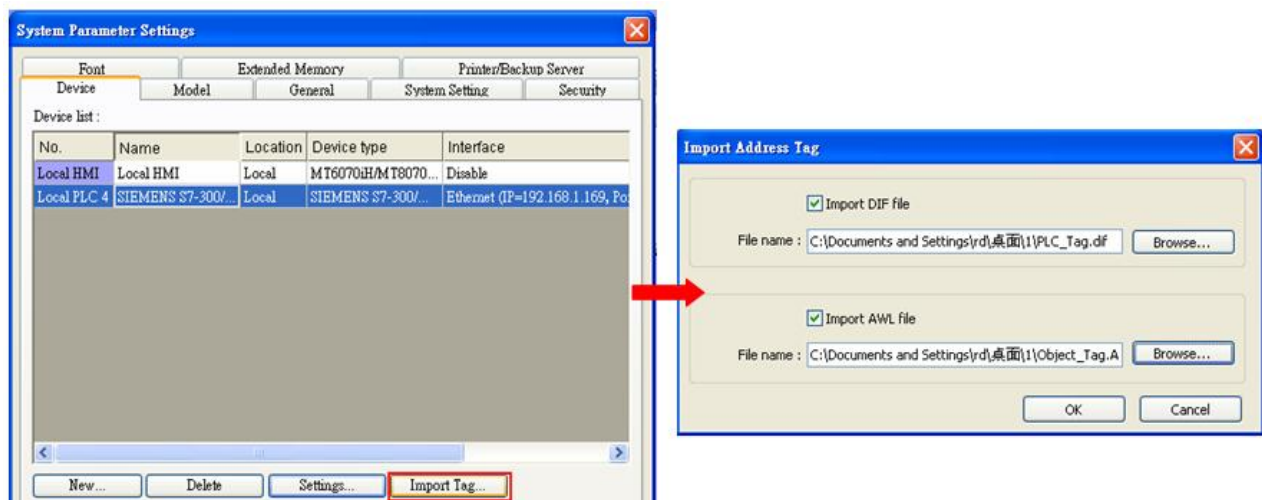 System Parameter Settings
Font Extended Memory Printer/Backup Server
Device Model General System Setting Security
Device list :
No. Name Location Device type Interface
Local HMI Local HMI Local MT6070iH/MT8070... Disable
Local PLC 4 SIEMENS S7-300/... Local SIEMENS S7-300/... Ethernet (IP=192.168.1.169, Po
New... Delete Settings... Import Tag...
Import Address Tag
Import DIF file
File name : C:\Documents and Settings\rd\桌面\1\PLC_Tag.dif Browse...
Import AWL file
File name : C:\Documents and Settings\rd\桌面\1\Object_Tag.A Browse...
OK Cancel